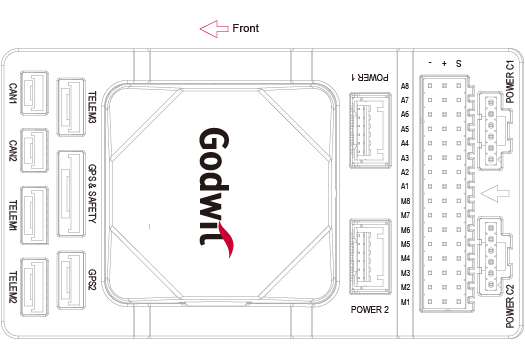 Front
- + S
CAN1
CAN2
TELEM1
TELEM2
TELEM3
GPS & SAFETY
GPS2
Godwit
POWER 1
POWER 2
A8
A7
A6
A5
A4
A3
A2
A1
M8
M7
M6
M5
M4
M3
M2
M1
POWER C1
POWER C2